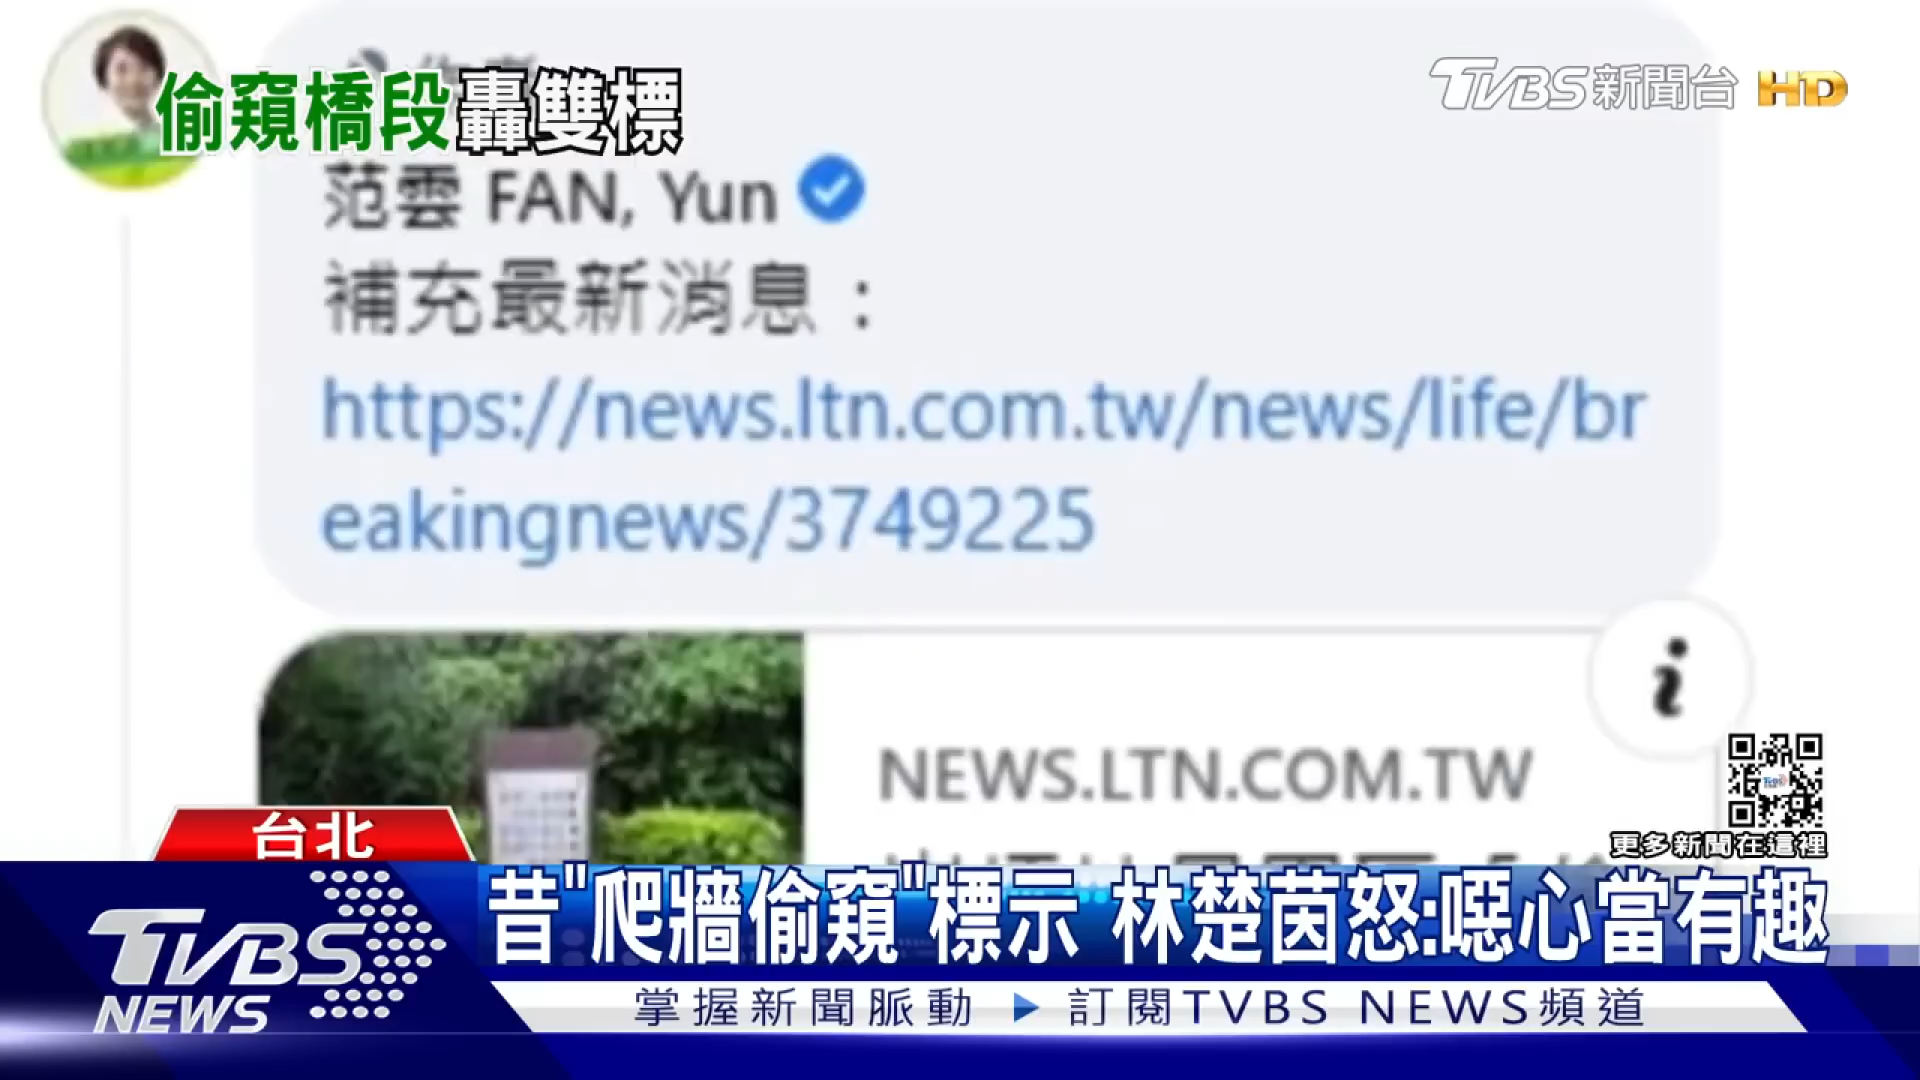 偷窺橋段轟雙標
TVBS新聞台 HD
范雲 FAN, Yun
補充最新消息：
https://news.ltn.com.tw/news/life/br
eakingnews/3749225
NEWS.LTN.COM.TW
更多新聞在這裡
台北
昔"爬牆偷窺"標示 林楚茵怒:噁心當有趣
TVBS
NEWS
掌握新聞脈動 ▶ 訂閱TVBS NEWS頻道